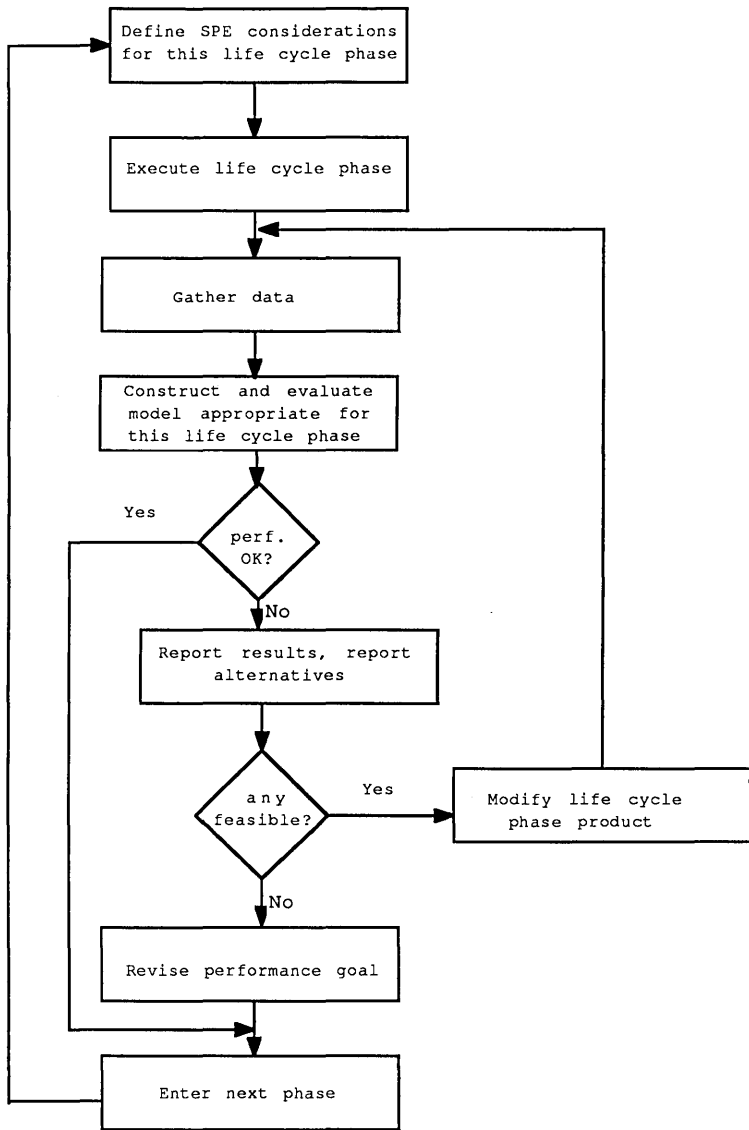 Define SPE considerations
for this life cycle phase
Execute life cycle phase
Gather data
Construct and evaluate
model appropriate for
this life cycle phase
Yes
perf.
OK?
No
Report results, report
alternatives
any
feasible?
Yes
Modify life cycle
phase product
No
Revise performance goal
Enter next phase